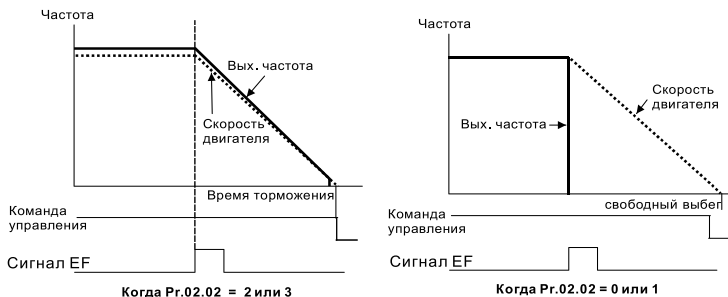 Частота
Вых. частота
Скорость
двигателя
Время торможения
Команда
управления
Сигнал EF
Когда Pr.02.02 = 2 или 3
Частота
Скорость
двигателя
Вых. частота
свободный выбег
Команда
управления
Сигнал EF
Когда Pr.02.02 = 0 или 1